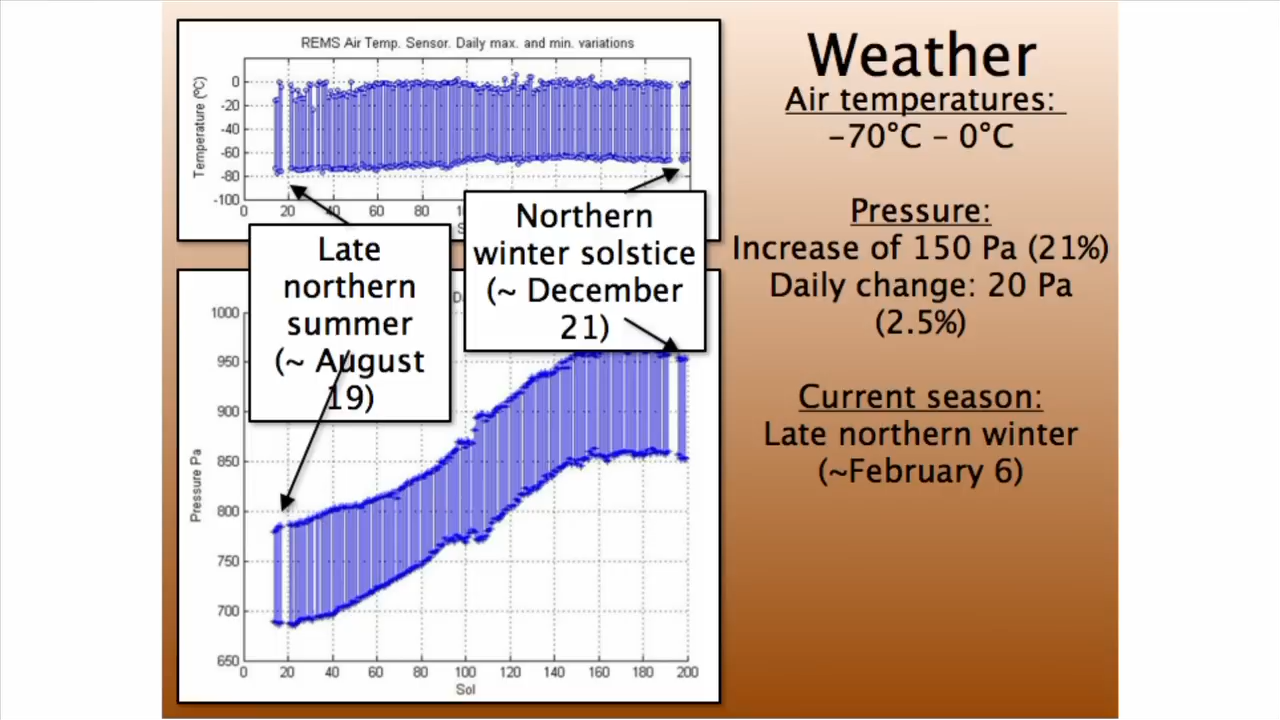 REMS Air Temp. Sensor. Daily max. and min. variations
Temperature (ºC)
0
-20
-40
-60
-80
-100
0 20 40 60 80
Late
northern
summer
(~ August
19)
Northern
winter solstice
(~ December
21)
Pressure Pa
1000
950
900
850
800
750
700
650
0 20 40 60 80 100 120 140 160 180 200
Sol
Weather
Air temperatures:
-70°C - 0°C
Pressure:
Increase of 150 Pa (21%)
Daily change: 20 Pa
(2.5%)
Current season:
Late northern winter
(~February 6)